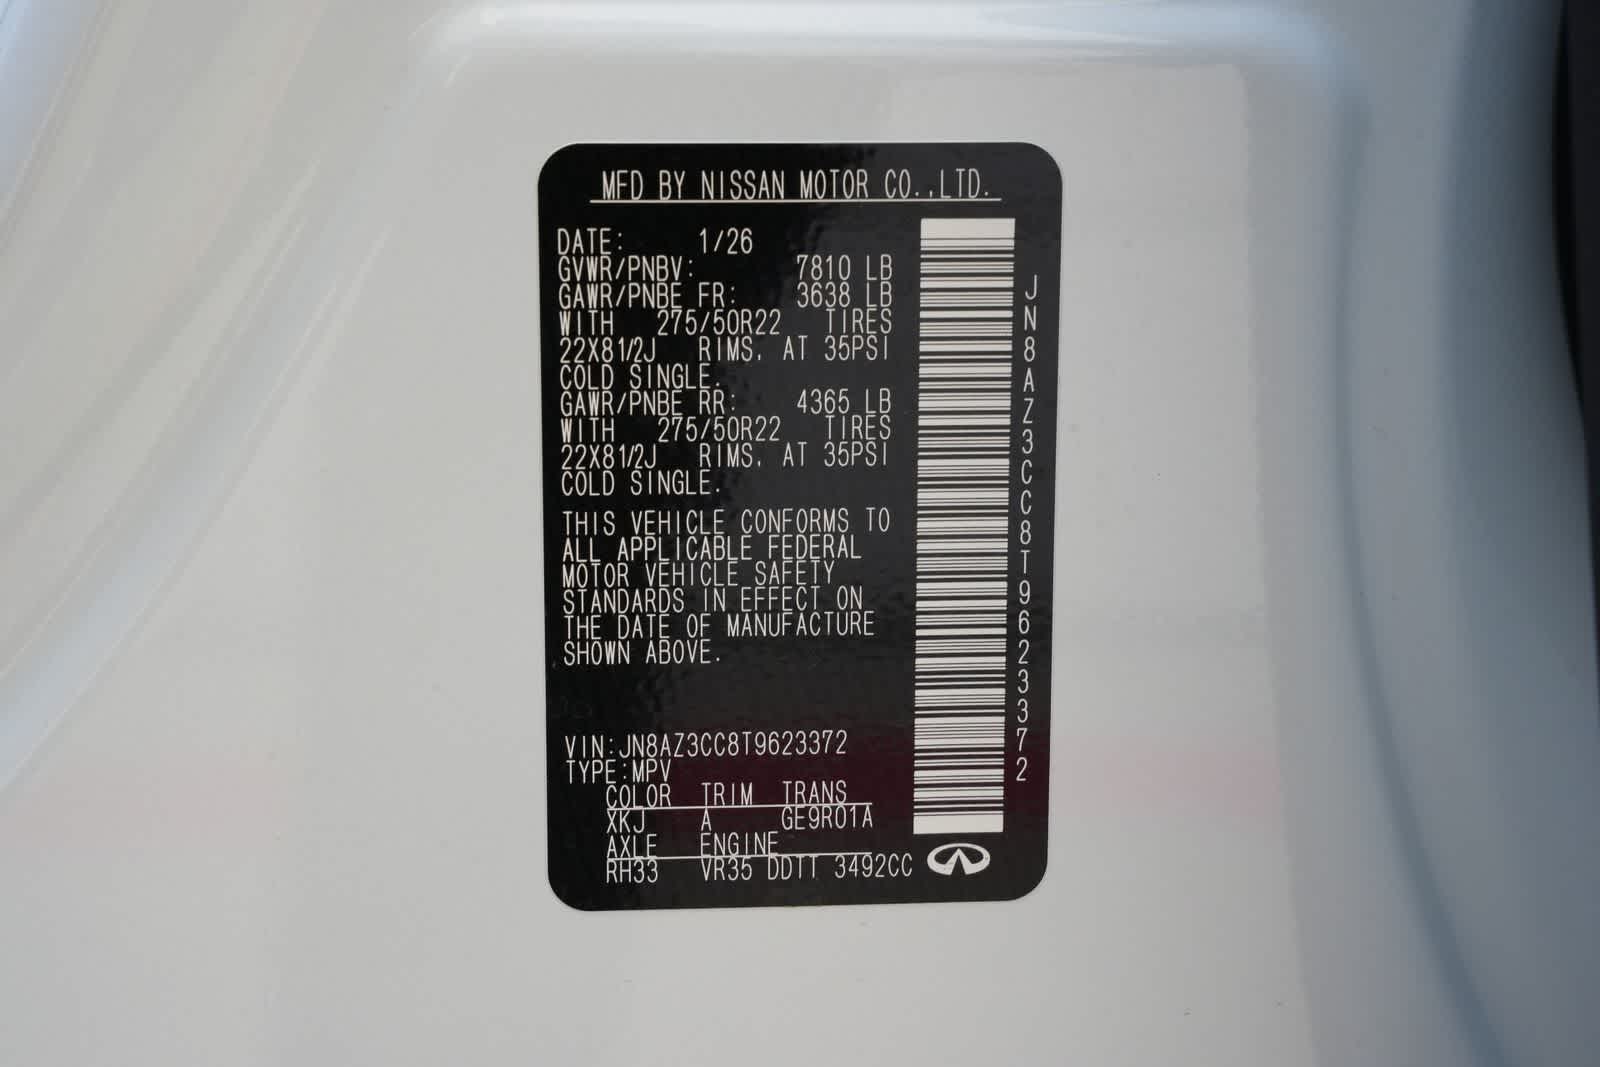 MFD BY NISSAN MOTOR CO.,LTD.
DATE: 1/26
GVWR/PNBV: 7810 LB
GAWR/PNBE FR: 3638 LB
WITH 275/50R22 TIRES
22X81/2J RIMS, AT 35PSI
COLD SINGLE.
GAWR/PNBE RR: 4365 LB
WITH 275/50R22 TIRES
22X81/2J RIMS, AT 35PSI
COLD SINGLE.
THIS VEHICLE CONFORMS TO
ALL APPLICABLE FEDERAL
MOTOR VEHICLE SAFETY
STANDARDS IN EFFECT ON
THE DATE OF MANUFACTURE
SHOWN ABOVE.
VIN:JN8AZ3CC8T9623372
TYPE:MPV
COLOR TRIM TRANS
XKJ A GE9R01A
AXLE ENGINE
RH33 VR35 DDTT 3492CC
JN8AZ3CC8T9623372